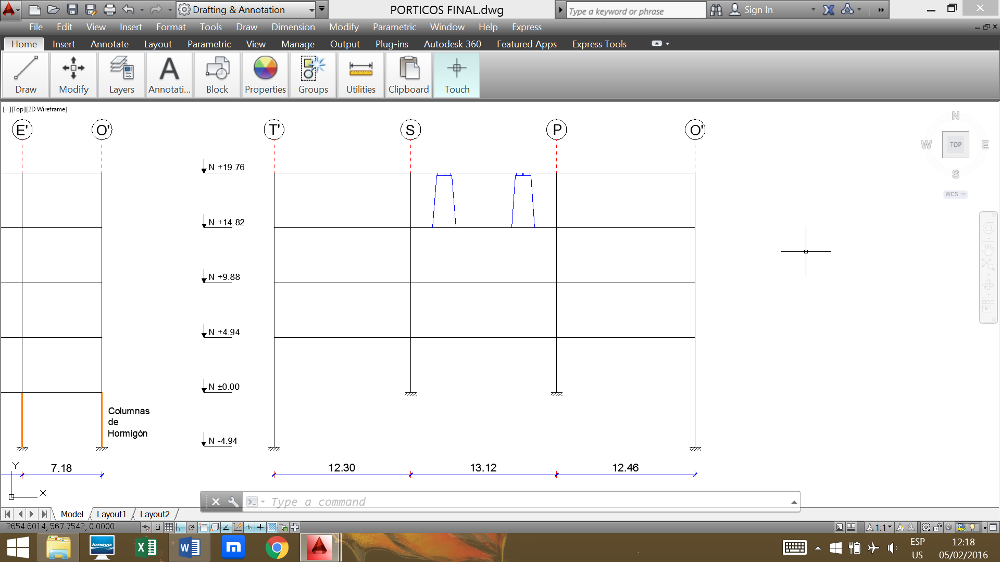 Drafting & Annotation
PORTICOS FINAL.dwg
Type a keyword or phrase
Sign In
File Edit View Insert Format Tools Draw Dimension Modify Parametric Window Help Express
Home Insert Annotate Layout Parametric View Manage Output Plug-ins Autodesk 360 Featured Apps Express Tools
Draw Modify Layers Annotati... Block Properties Groups Utilities Clipboard Touch
[−][Top][2D Wireframe]
N
W TOP E
S
WCS
E' O' T' S P O'
N +19.76
N +14.82
N +9.88
N +4.94
N ±0.00
Columnas
de
Hormigón
N -4.94
Y
7.18 12.30 13.12 12.46
X
Type a command
Model Layout1 Layout2
2654.6014, 567.7542, 0.0000
1:1
lenovo
ESP 12:18
US 05/02/2016